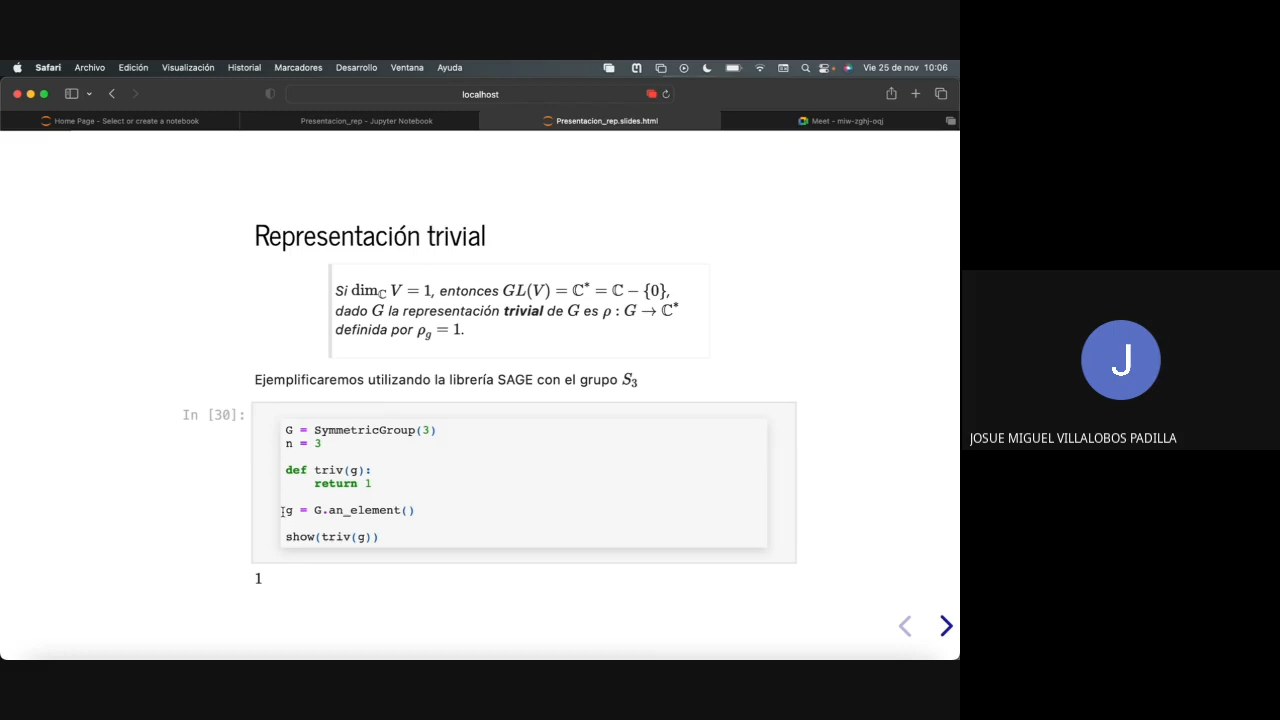 Safari Archivo Edición Visualización Historial Marcadores Desarrollo Ventana Ayuda Vie 25 de nov 10:06
localhost
Home Page - Select or create a notebook Presentacion_rep - Jupyter Notebook Presentacion_rep.slides.html Meet - miw-zghj-oqj
Representación trivial
Si dim_ℂ V = 1, entonces GL(V) = ℂ* = ℂ − {0},
dado G la representación trivial de G es ρ : G → ℂ*
definida por ρ_g = 1.
Ejemplificaremos utilizando la librería SAGE con el grupo S₃
In [30]:
G = SymmetricGroup(3)
n = 3
def triv(g):
return 1
g = G.an_element()
show(triv(g))
1
J
JOSUE MIGUEL VILLALOBOS PADILLA